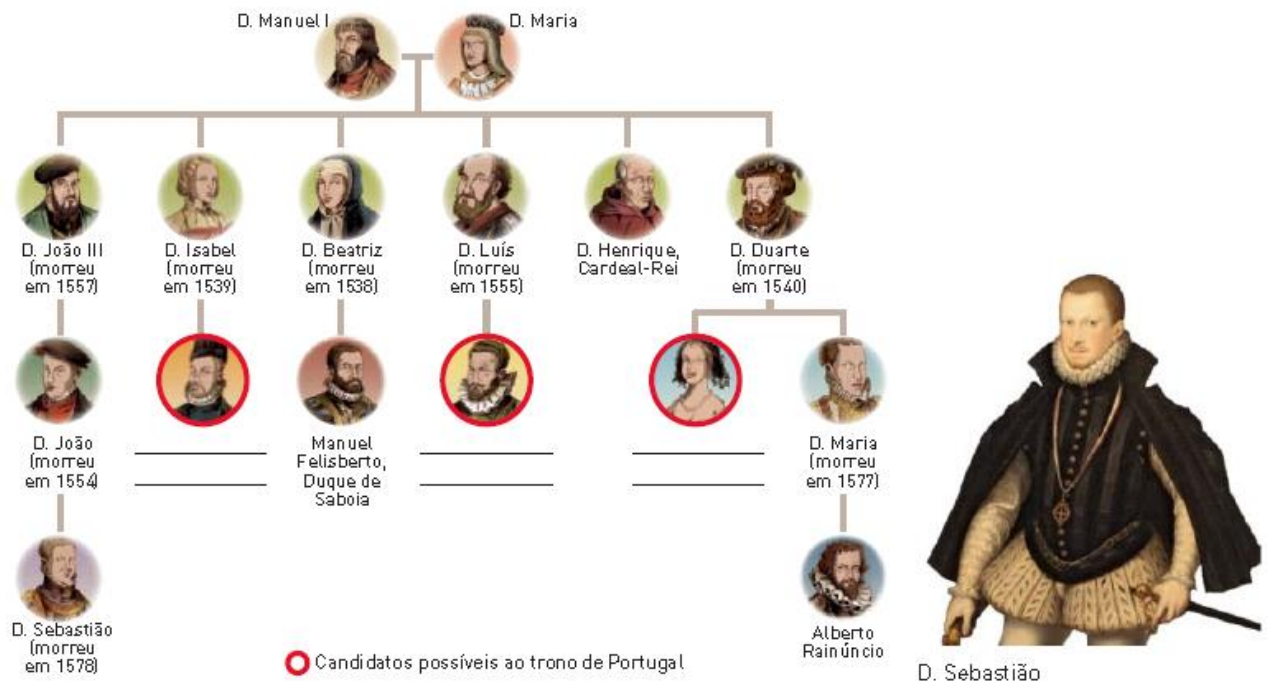 D. Manuel I
D. Maria
D. João III
(morreu
em 1557)
D. Isabel
(morreu
em 1539)
D. Beatriz
(morreu
em 1538)
D. Luís
(morreu
em 1555)
D. Henrique,
Cardeal-Rei
D. Duarte
(morreu
em 1540)
D. João
(morreu
em 1554)
Manuel
Felisberto,
Duque de
Saboia
D. Maria
(morreu
em 1577)
D. Sebastião
(morreu
em 1578)
Alberto
Rainúncio
Candidatos possíveis ao trono de Portugal
D. Sebastião